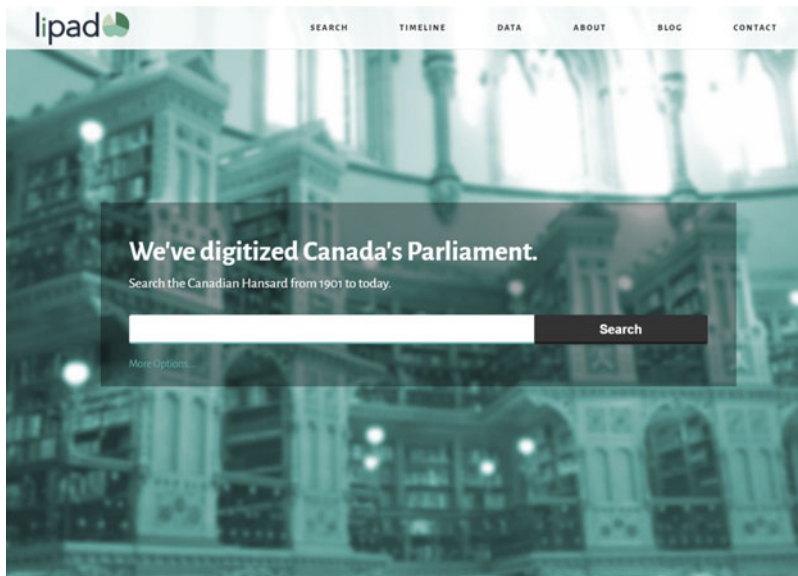 lipad
SEARCH TIMELINE DATA ABOUT BLOG CONTACT
We've digitized Canada's Parliament.
Search the Canadian Hansard from 1901 to today.
Search
More Options...